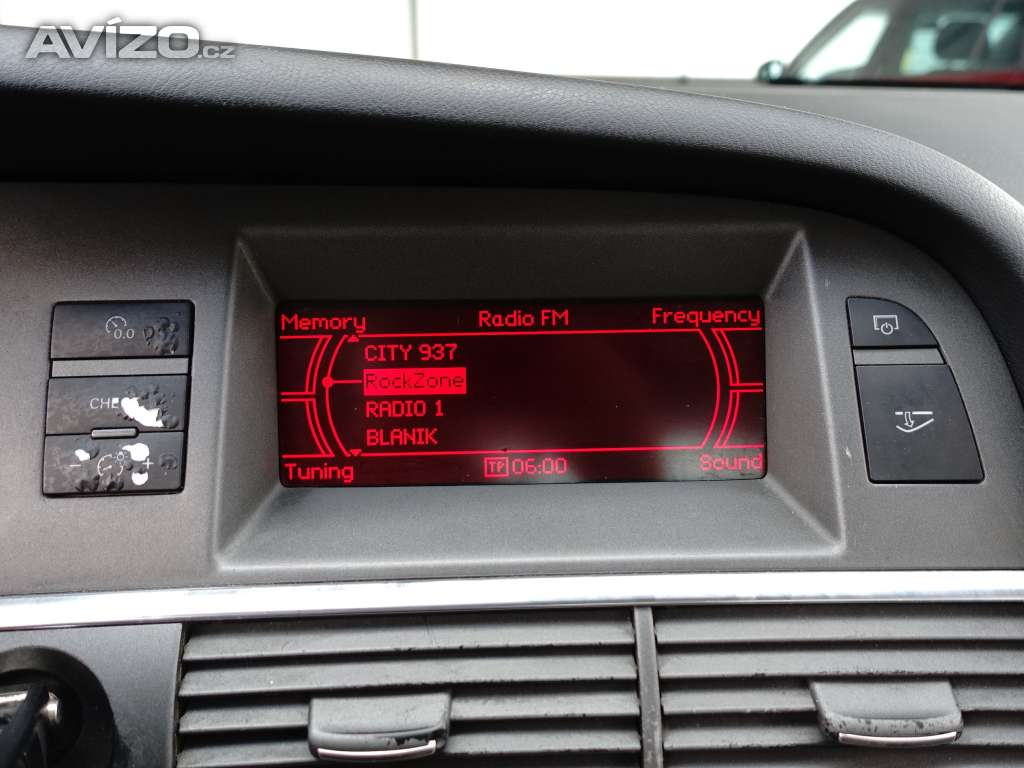 AVÍZO.cz
Memory Radio FM Frequency
CITY 937
RockZone
RADIO 1
BLANIK
Tuning TP 06:00 Sound
0.0